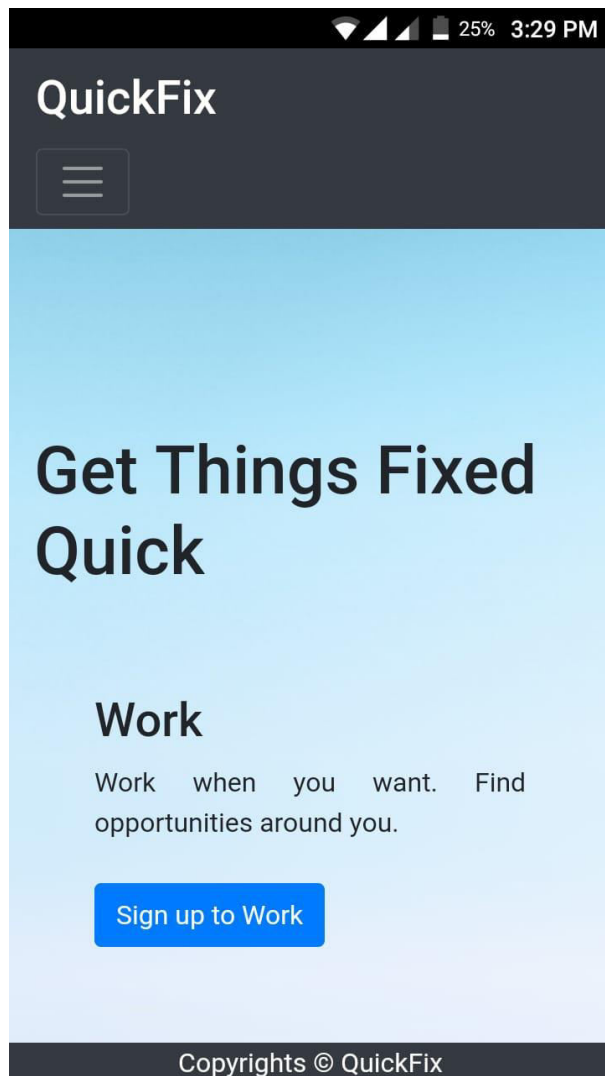 25% 3:29 PM
QuickFix
Get Things Fixed
Quick
Work
Work when you want. Find
opportunities around you.
Sign up to Work
Copyrights © QuickFix